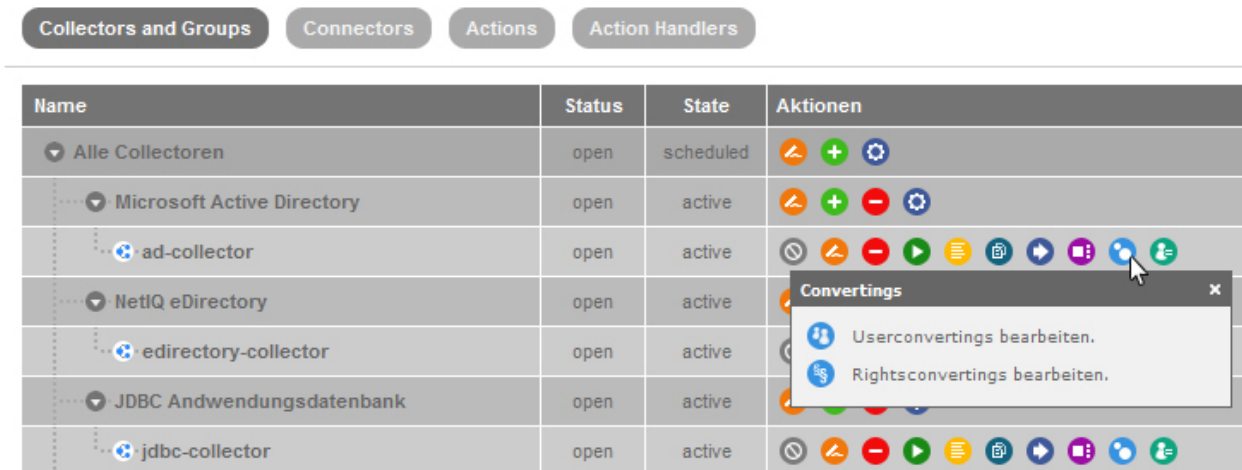 Collectors and Groups Connectors Actions Action Handlers
Name Status State Aktionen
Alle Collectoren open scheduled
Microsoft Active Directory open active
ad-collector open active
Convertings
NetIQ eDirectory open active
Userconvertings bearbeiten.
edirectory-collector open active
Rightsconvertings bearbeiten.
JDBC Andwendungsdatenbank open active
jdbc-collector open active